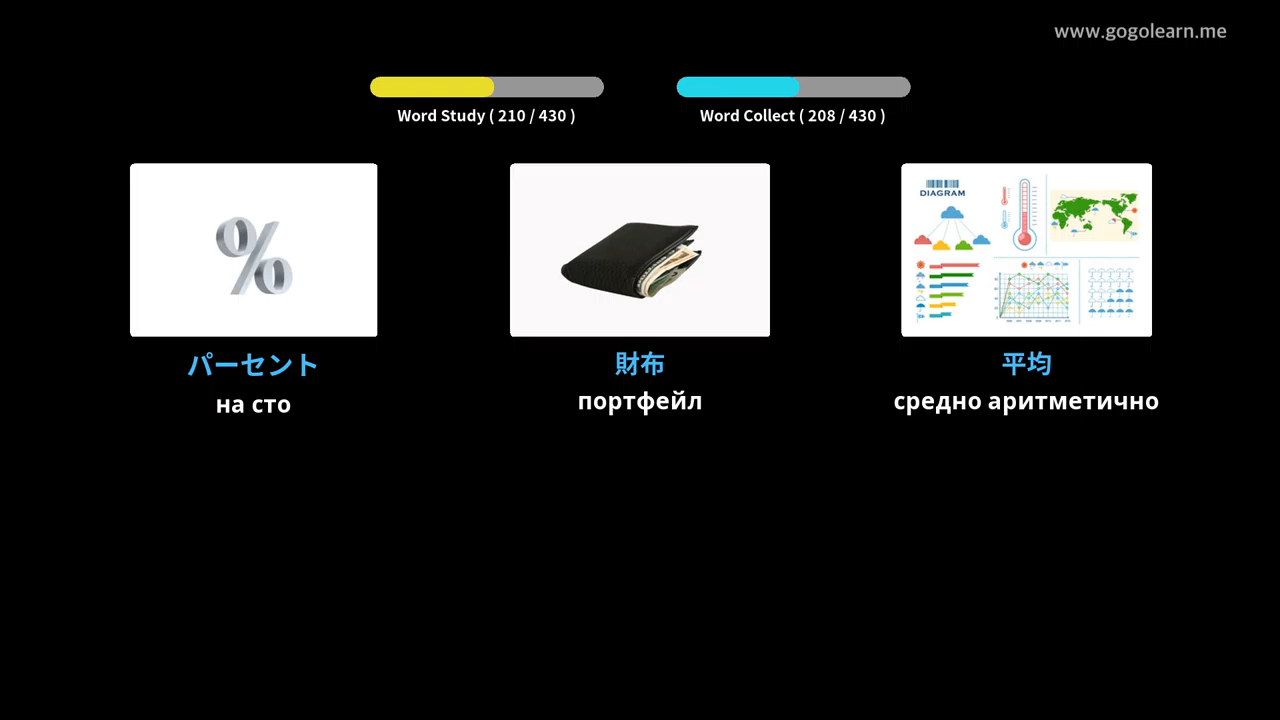 www.gogolearn.me
Word Study ( 210 / 430 )
Word Collect ( 208 / 430 )
DIAGRAM
パーセント
財布
平均
на сто
портфейл
средно аритметично